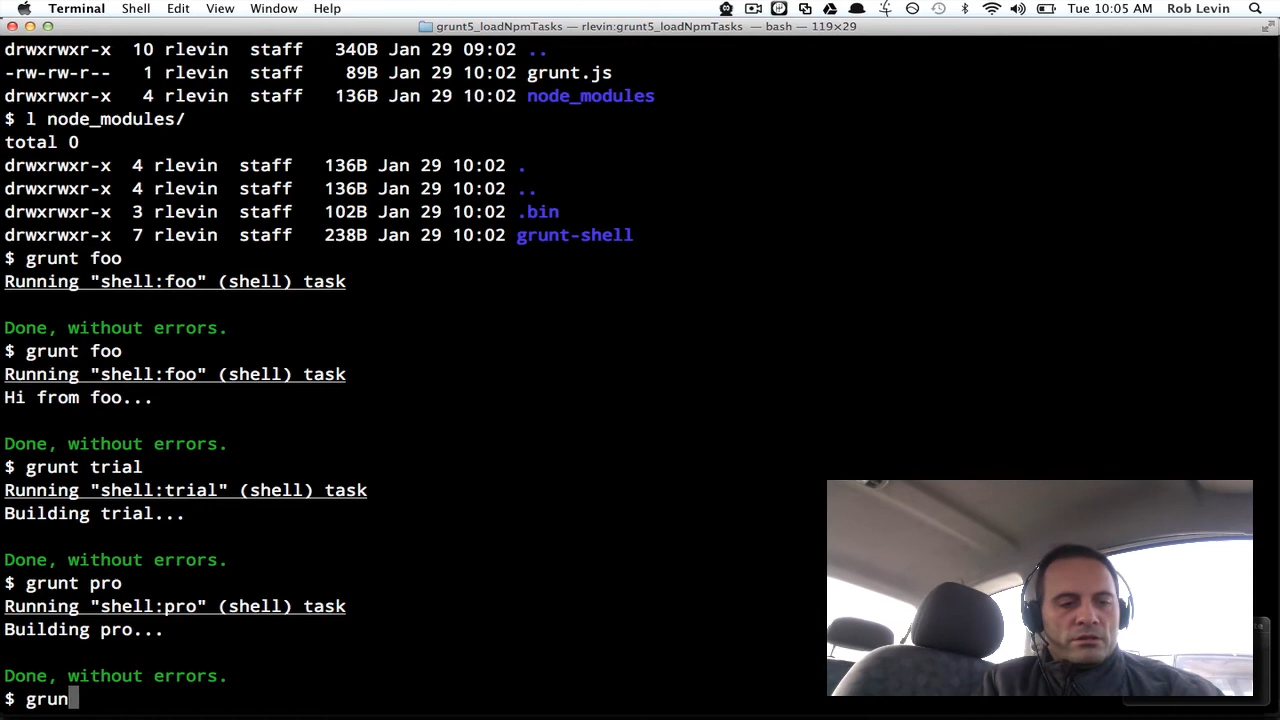 Terminal Shell Edit View Window Help Tue 10:05 AM Rob Levin
grunt5_loadNpmTasks — rlevin:grunt5_loadNpmTasks — bash — 119×29
drwxrwxr-x 10 rlevin staff 340B Jan 29 09:02 ..
-rw-rw-r-- 1 rlevin staff 89B Jan 29 10:02 grunt.js
drwxrwxr-x 4 rlevin staff 136B Jan 29 10:02 node_modules
$ l node_modules/
total 0
drwxrwxr-x 4 rlevin staff 136B Jan 29 10:02 .
drwxrwxr-x 4 rlevin staff 136B Jan 29 10:02 ..
drwxrwxr-x 3 rlevin staff 102B Jan 29 10:02 .bin
drwxrwxr-x 7 rlevin staff 238B Jan 29 10:02 grunt-shell
$ grunt foo
Running "shell:foo" (shell) task
Done, without errors.
$ grunt foo
Running "shell:foo" (shell) task
Hi from foo...
Done, without errors.
$ grunt trial
Running "shell:trial" (shell) task
Building trial...
Done, without errors.
$ grunt pro
Running "shell:pro" (shell) task
Building pro...
Done, without errors.
$ grun